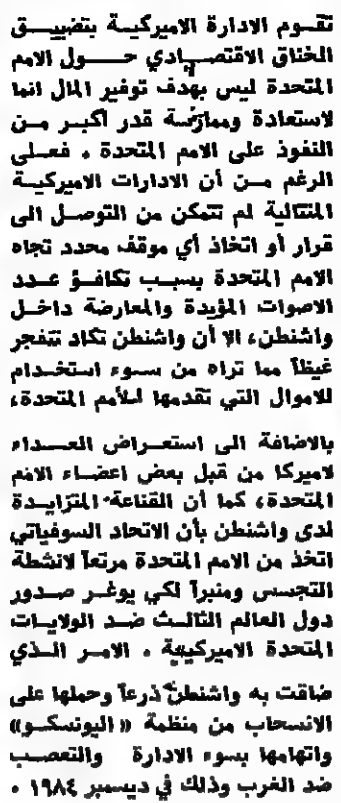 تقوم الادارة الاميركية بتضييق
الخناق الاقتصادي حول الامم
المتحدة ليس بهدف توفير المال انما
لاستعادة وممارسة قدر اكبر من
النفوذ على الامم المتحدة . فعلى
الرغم من أن الادارات الاميركية
المتتالية لم تتمكن من التوصل الى
قرار أو اتخاذ أي موقف محدد تجاه
الامم المتحدة بسبب تكافؤ عدد
الاصوات المؤيدة والمعارضة داخل
واشنطن، الا أن واشنطن تكاد تتفجر
غيظاً مما تراه من سوء استخدام
للاموال التي تقدمها للأمم المتحدة،
بالاضافة الى استعراض العداء
لاميركا من قبل بعض اعضاء الامم
المتحدة، كما أن القناعة المتزايدة
لدى واشنطن بأن الاتحاد السوفياتي
اتخذ من الامم المتحدة مرتعاً لانشطة
التجسس ومنبراً لكي يوغر صدور
دول العالم الثالث ضد الولايات
المتحدة الاميركية . الامر الذي
ضاقت به واشنطن ذرعاً وحملها على
الانسحاب من منظمة «اليونسكو»
واتهامها بسوء الادارة والتعصب
ضد الغرب وذلك في ديسمبر ١٩٨٤ .